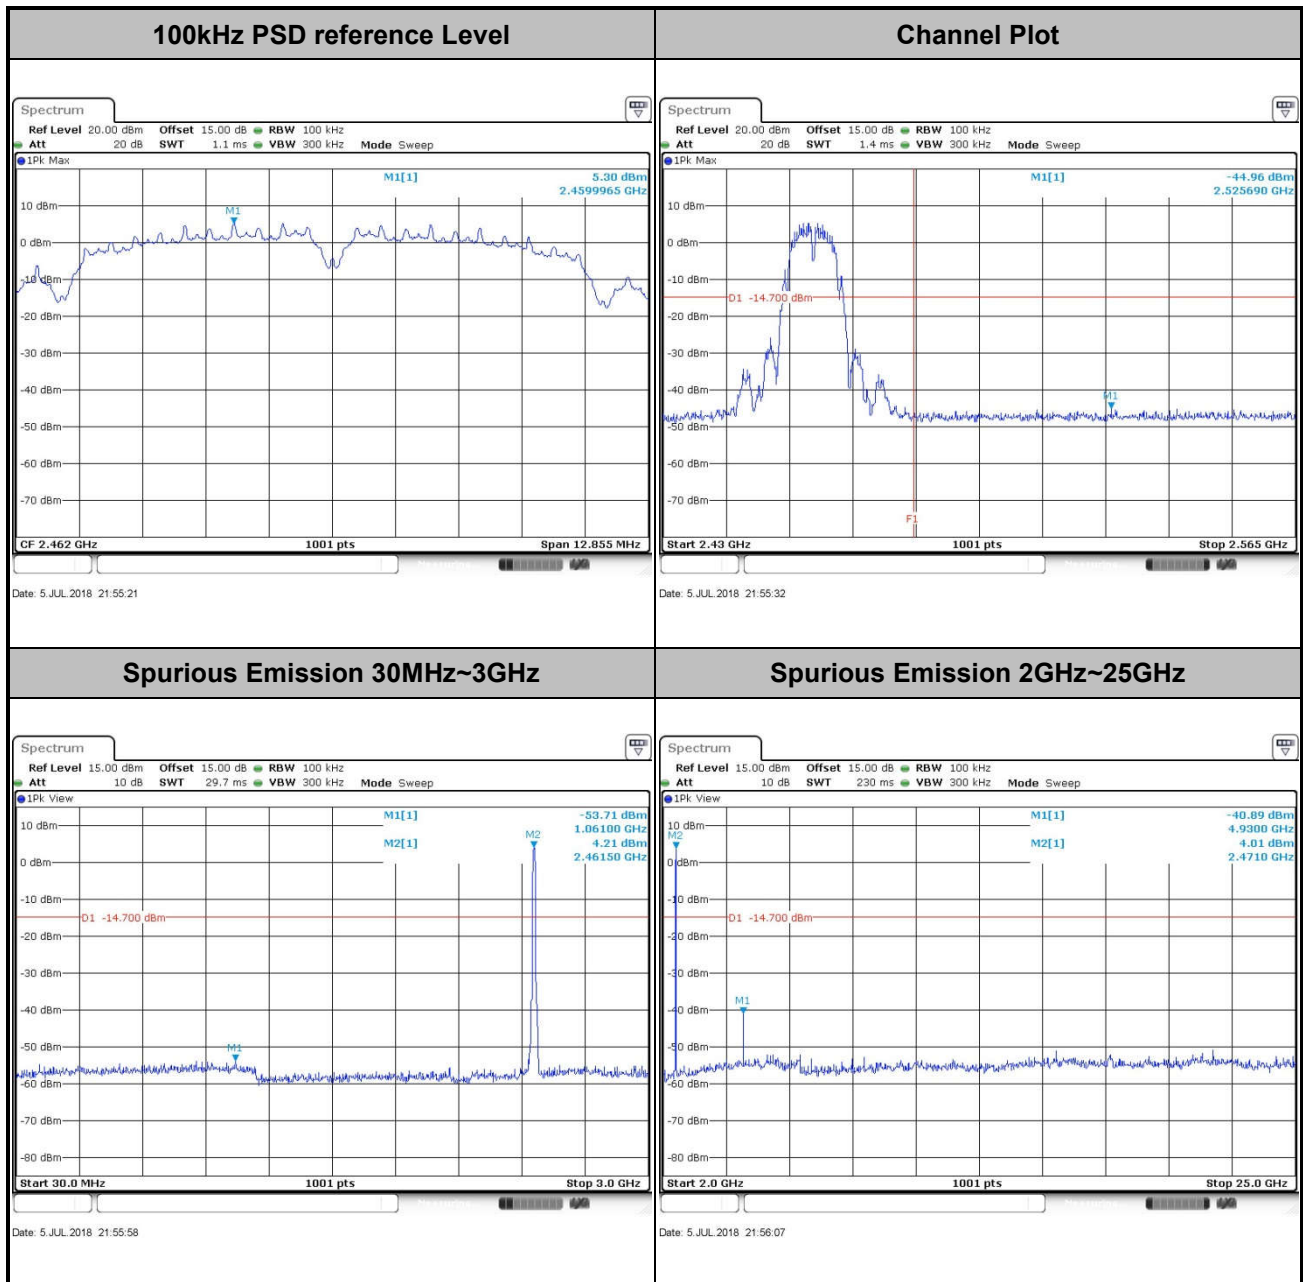 100kHz PSD reference Level
Channel Plot
Spectrum
Ref Level 20.00 dBm Offset 15.00 dB RBW 100 kHz
Att 20 dB SWT 1.1 ms VBW 300 kHz Mode Sweep
1Pk Max
M1[1] 5.30 dBm
2.4599965 GHz
M1
10 dBm
0 dBm
-10 dBm
-20 dBm
-30 dBm
-40 dBm
-50 dBm
-60 dBm
-70 dBm
CF 2.462 GHz 1001 pts Span 12.855 MHz
Date: 5.JUL.2018 21:55:21
Spectrum
Ref Level 20.00 dBm Offset 15.00 dB RBW 100 kHz
Att 20 dB SWT 1.4 ms VBW 300 kHz Mode Sweep
1Pk Max
M1[1] -44.96 dBm
2.525690 GHz
10 dBm
0 dBm
-10 dBm
D1 -14.700 dBm
-20 dBm
-30 dBm
-40 dBm
M1
-50 dBm
-60 dBm
-70 dBm
F1
Start 2.43 GHz 1001 pts Stop 2.565 GHz
Date: 5.JUL.2018 21:55:32
Spurious Emission 30MHz~3GHz
Spurious Emission 2GHz~25GHz
Spectrum
Ref Level 15.00 dBm Offset 15.00 dB RBW 100 kHz
Att 10 dB SWT 29.7 ms VBW 300 kHz Mode Sweep
1Pk View
M1[1] -53.71 dBm
1.06100 GHz
M2[1] 4.21 dBm
2.46150 GHz
M2
10 dBm
0 dBm
-10 dBm
D1 -14.700 dBm
-20 dBm
-30 dBm
-40 dBm
-50 dBm
M1
-60 dBm
-70 dBm
-80 dBm
Start 30.0 MHz 1001 pts Stop 3.0 GHz
Date: 5.JUL.2018 21:55:58
Spectrum
Ref Level 15.00 dBm Offset 15.00 dB RBW 100 kHz
Att 10 dB SWT 230 ms VBW 300 kHz Mode Sweep
1Pk View
M1[1] -40.89 dBm
4.9300 GHz
M2[1] 4.01 dBm
2.4710 GHz
10 dBm
M2
0 dBm
-10 dBm
D1 -14.700 dBm
-20 dBm
-30 dBm
M1
-40 dBm
-50 dBm
-60 dBm
-70 dBm
-80 dBm
Start 2.0 GHz 1001 pts Stop 25.0 GHz
Date: 5.JUL.2018 21:56:07